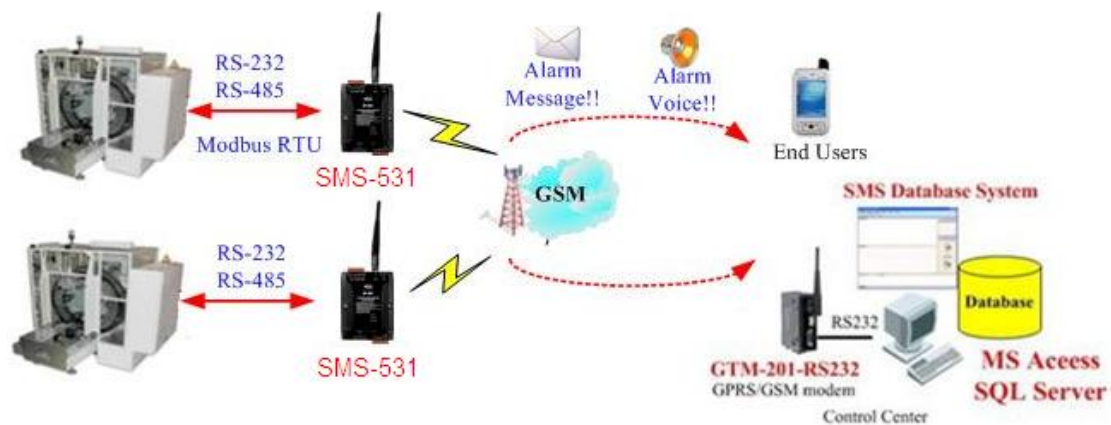 RS-232
RS-485
Modbus RTU
SMS-531
Alarm
Message!!
Alarm
Voice!!
End Users
GSM
SMS Database System
RS-232
RS-485
SMS-531
Database
RS232
GTM-201-RS232
GPRS/GSM modem
MS Aceess
SQL Server
Control Center